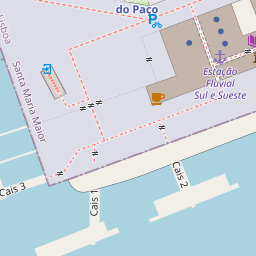 do Paço
Lisboa
Santa Maria Maior
Estação
Fluvial
Sul e Sueste
Cais 3
Cais 1
Cais 2